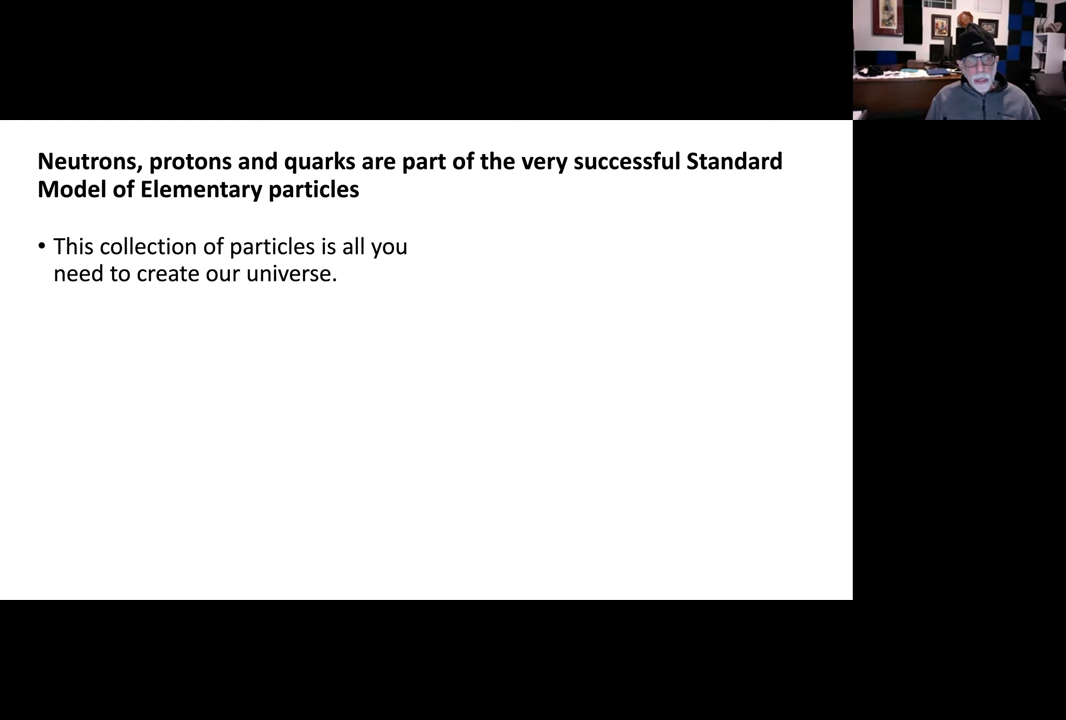 Neutrons, protons and quarks are part of the very successful Standard
Model of Elementary particles
• This collection of particles is all you
need to create our universe.